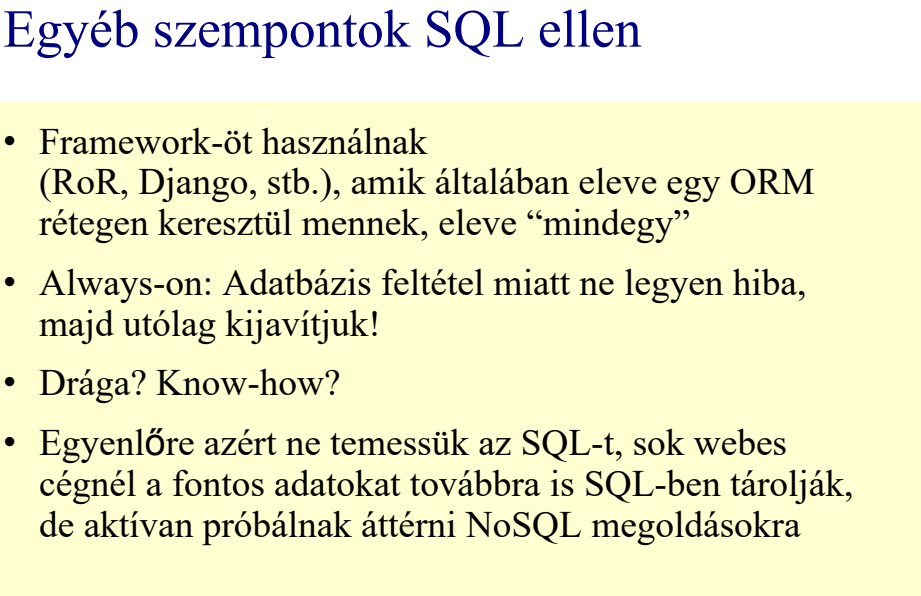 Egyéb szempontok SQL ellen
• Framework-öt használnak
(RoR, Django, stb.), amik általában eleve egy ORM
rétegen keresztül mennek, eleve “mindegy”
• Always-on: Adatbázis feltétel miatt ne legyen hiba,
majd utólag kijavítjuk!
• Drága? Know-how?
• Egyenlőre azért ne temessük az SQL-t, sok webes
cégnél a fontos adatokat továbbra is SQL-ben tárolják,
de aktívan próbálnak áttérni NoSQL megoldásokra